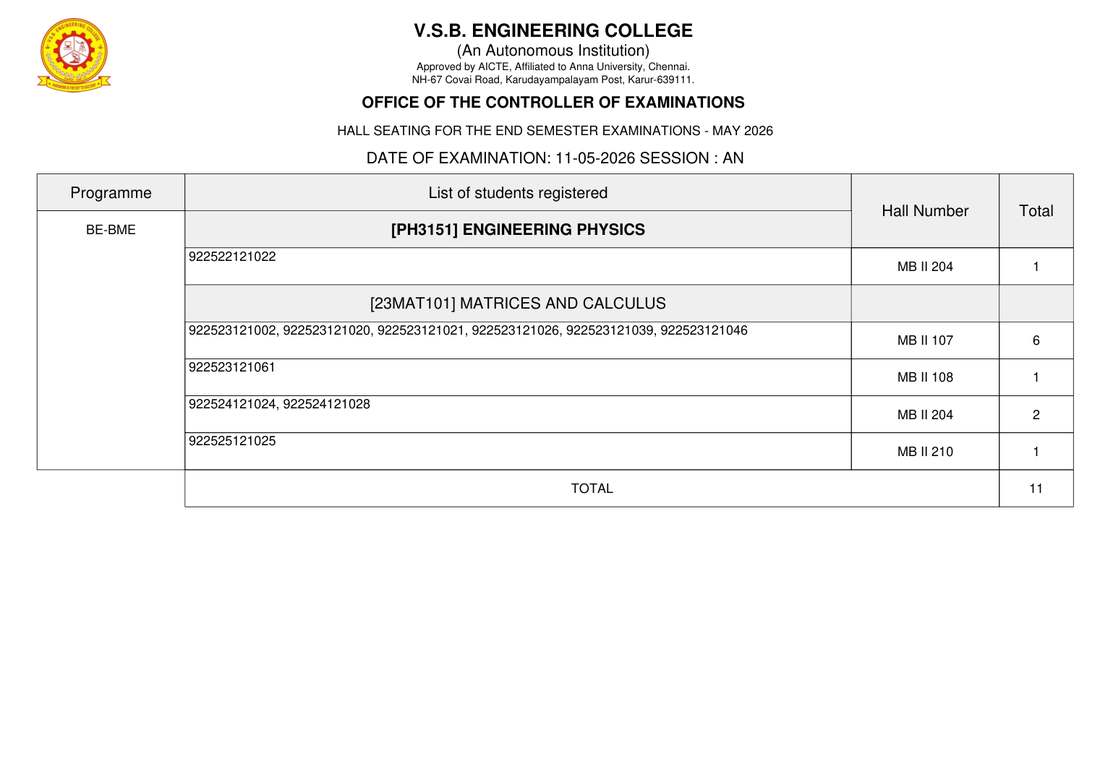 V.S.B. ENGINEERING COLLEGE
(An Autonomous Institution)
Approved by AICTE, Affiliated to Anna University, Chennai.
NH-67 Covai Road, Karudayampalayam Post, Karur-639111.
OFFICE OF THE CONTROLLER OF EXAMINATIONS
HALL SEATING FOR THE END SEMESTER EXAMINATIONS - MAY 2026
DATE OF EXAMINATION: 11-05-2026 SESSION : AN
Programme List of students registered Hall Number Total
BE-BME [PH3151] ENGINEERING PHYSICS
922522121022 MB II 204 1
[23MAT101] MATRICES AND CALCULUS
922523121002, 922523121020, 922523121021, 922523121026, 922523121039, 922523121046 MB II 107 6
922523121061 MB II 108 1
922524121024, 922524121028 MB II 204 2
922525121025 MB II 210 1
TOTAL 11